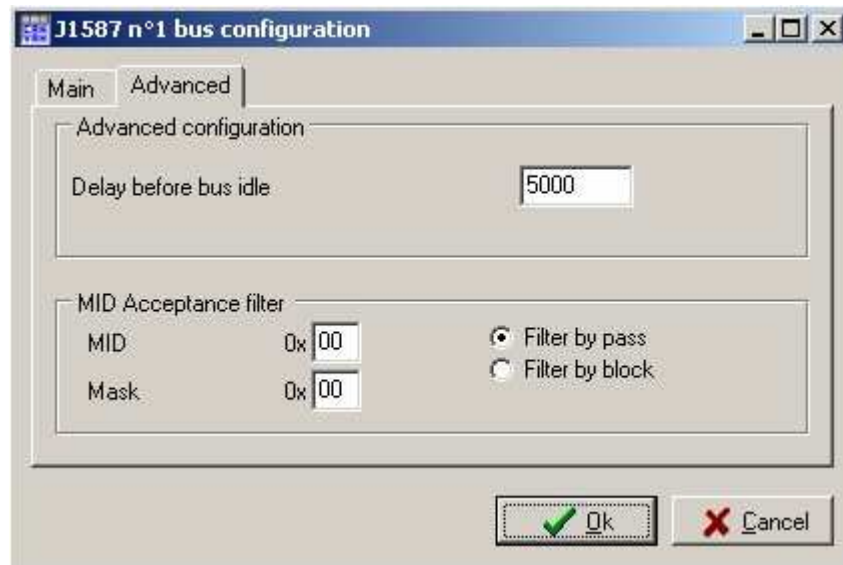 J1587 n°1 bus configuration
Main Advanced
Advanced configuration
Delay before bus idle 5000
MID Acceptance filter
MID 0x 00 Filter by pass
Mask 0x 00 Filter by block
Ok Cancel